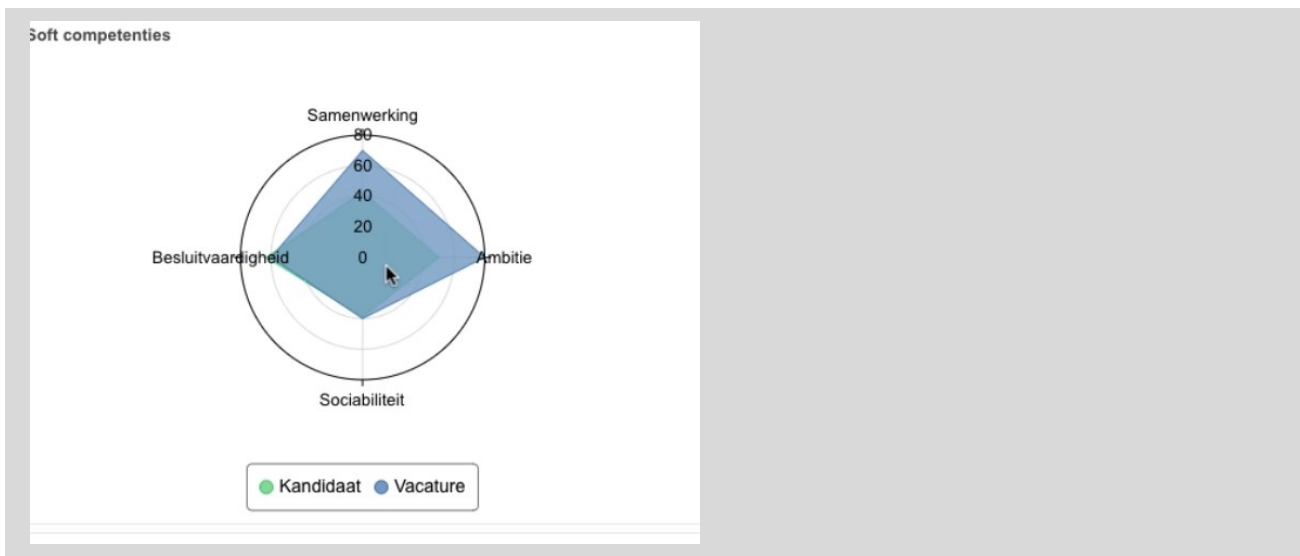 Soft competenties
Samenwerking
80
60
40
20
0
Besluitvaardigheid
Ambitie
Sociabiliteit
Kandidaat
Vacature